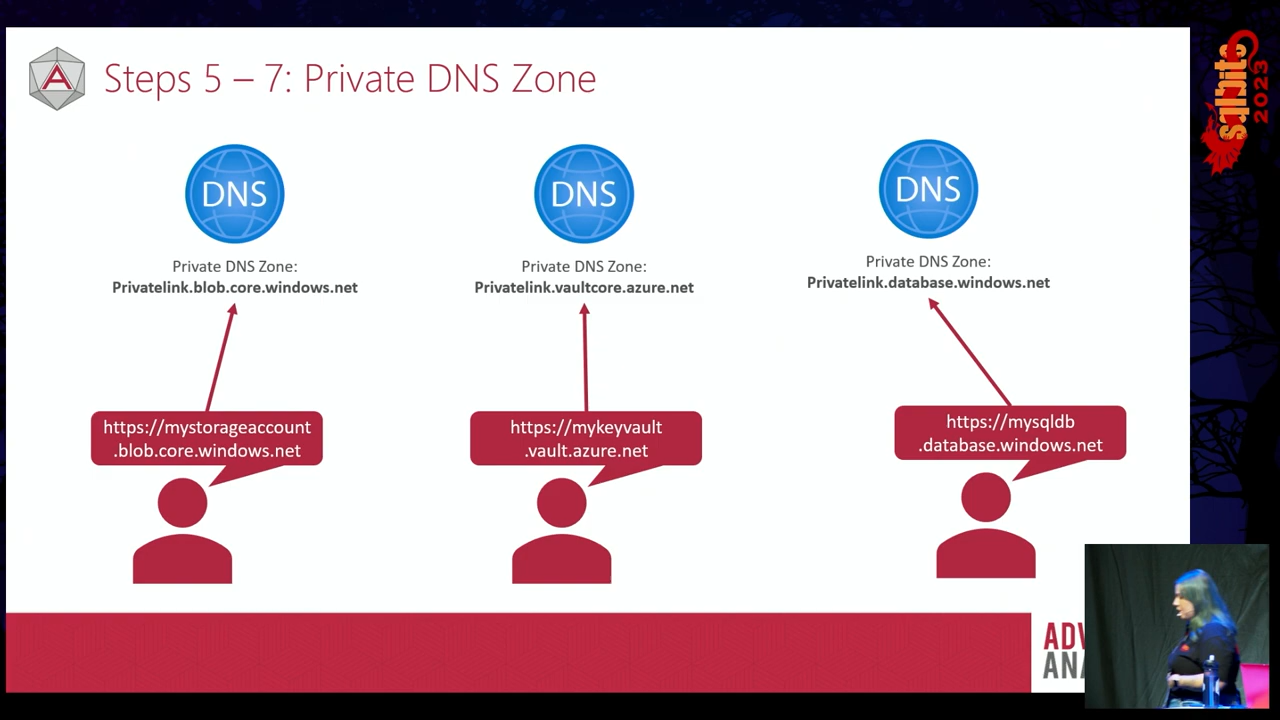 A
Steps 5 – 7: Private DNS Zone
sqlbits
2023
DNS
DNS
DNS
Private DNS Zone:
Privatelink.blob.core.windows.net
Private DNS Zone:
Privatelink.vaultcore.azure.net
Private DNS Zone:
Privatelink.database.windows.net
https://mystorageaccount
.blob.core.windows.net
https://mykeyvault
.vault.azure.net
https://mysqldb
.database.windows.net